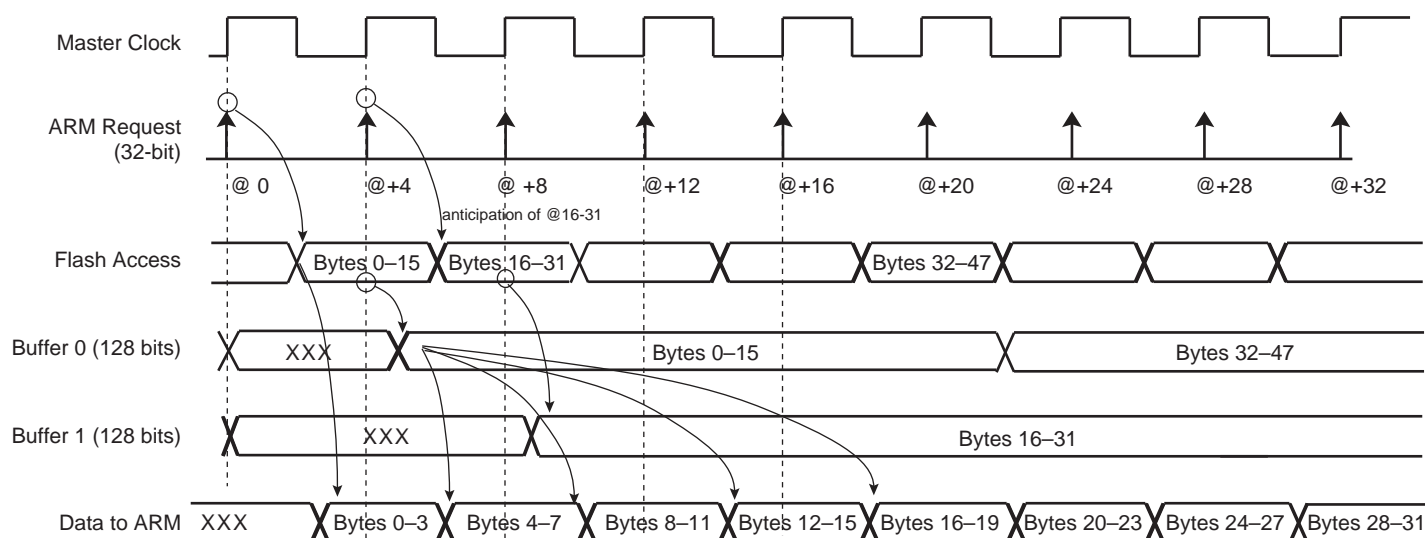 Master Clock
ARM Request
(32-bit)
@ 0 @+4 @ +8 @+12 @+16 @+20 @+24 @+28 @+32
anticipation of @16-31
Flash Access Bytes 0–15 Bytes 16–31 Bytes 32–47
Buffer 0 (128 bits) XXX Bytes 0–15 Bytes 32–47
Buffer 1 (128 bits) XXX Bytes 16–31
Data to ARM XXX Bytes 0–3 Bytes 4–7 Bytes 8–11 Bytes 12–15 Bytes 16–19 Bytes 20–23 Bytes 24–27 Bytes 28–31